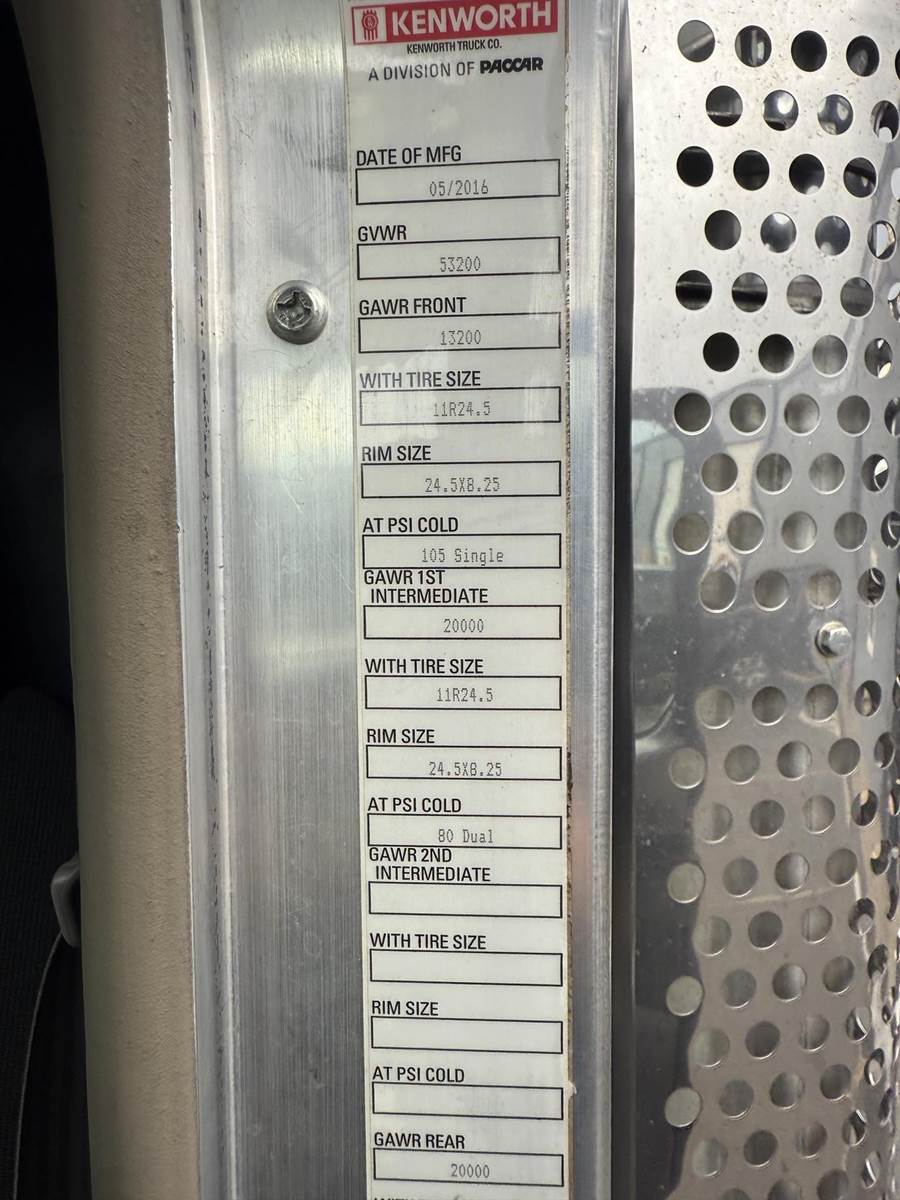 KENWORTH
KENWORTH TRUCK CO.
A DIVISION OF PACCAR
DATE OF MFG
05/2016
GVWR
53200
GAWR FRONT
13200
WITH TIRE SIZE
11R24.5
RIM SIZE
24.5X8.25
AT PSI COLD
105 Single
GAWR 1ST
INTERMEDIATE
20000
WITH TIRE SIZE
11R24.5
RIM SIZE
24.5X8.25
AT PSI COLD
80 Dual
GAWR 2ND
INTERMEDIATE
WITH TIRE SIZE
RIM SIZE
AT PSI COLD
GAWR REAR
20000